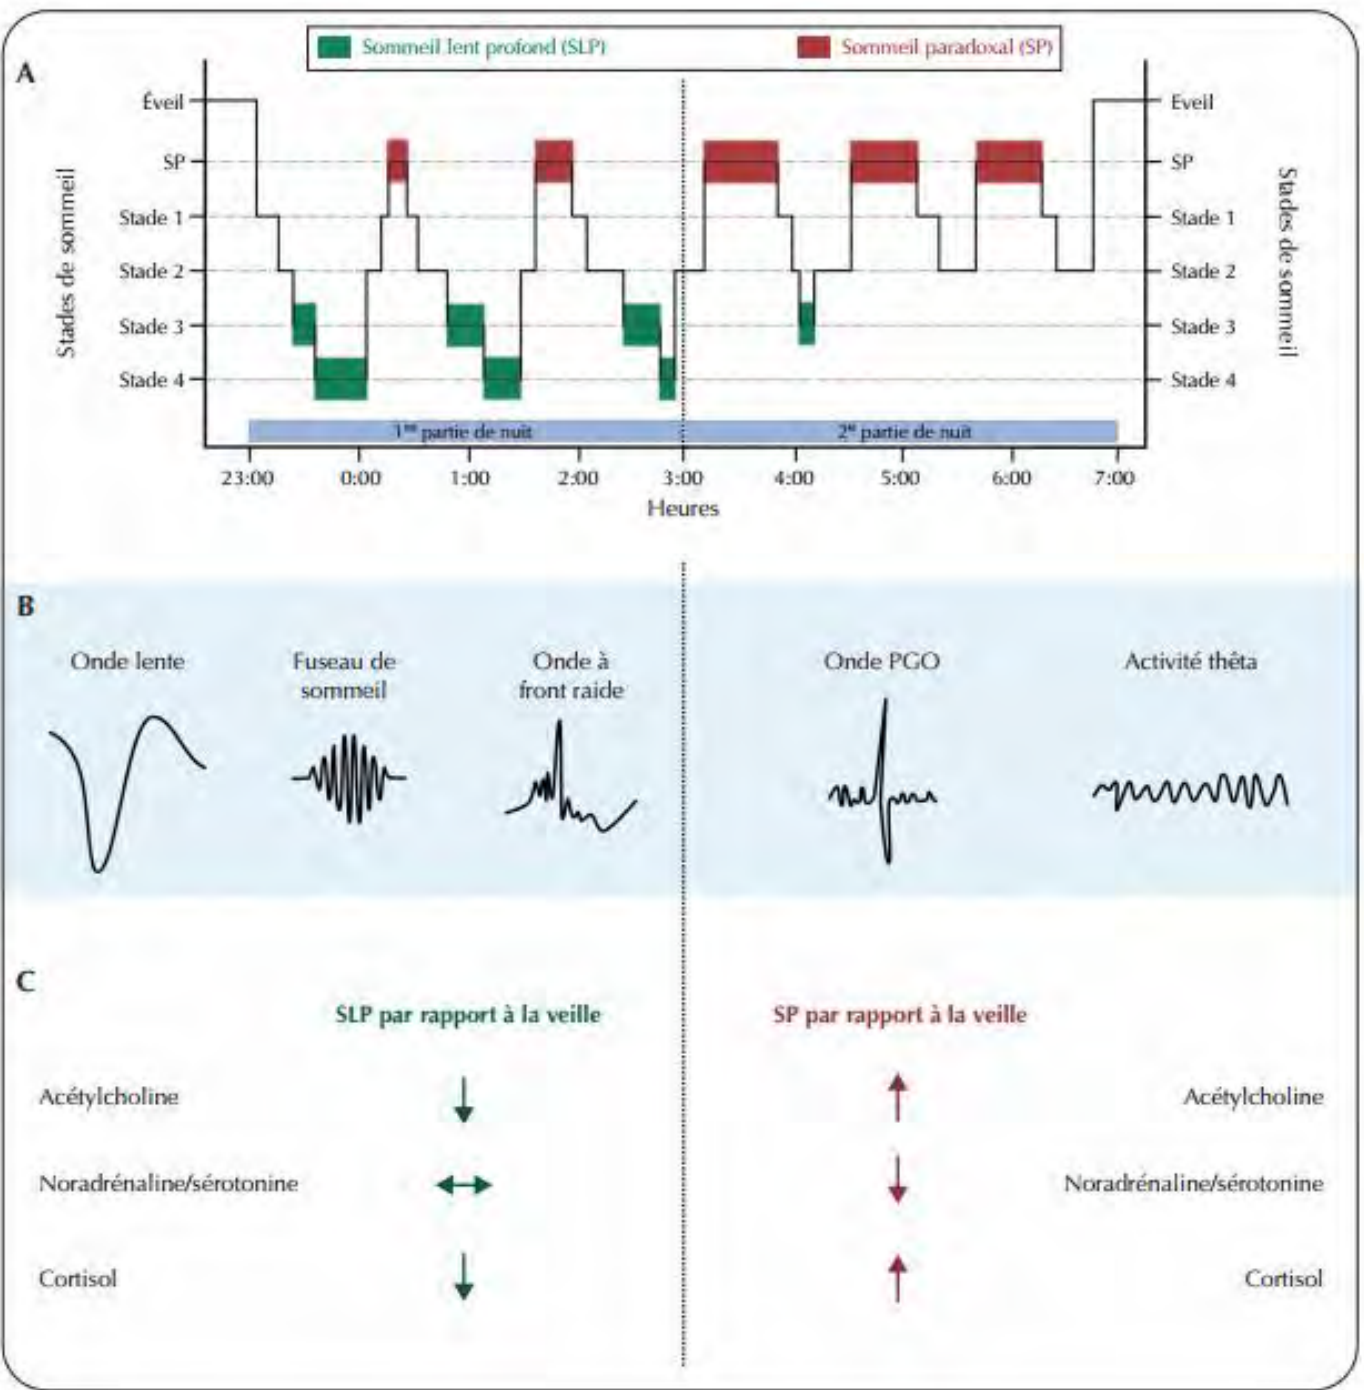 A
Sommeil lent profond (SLP)
Sommeil paradoxal (SP)
Stades de sommeil
Éveil
SP
Stade 1
Stade 2
Stade 3
Stade 4
Eveil
SP
Stade 1
Stade 2
Stade 3
Stade 4
Stades de sommeil
1re partie de nuit
2e partie de nuit
23:00 0:00 1:00 2:00 3:00 4:00 5:00 6:00 7:00
Heures
B
Onde lente
Fuseau de
sommeil
Onde à
front raide
Onde PGO
Activité thêta
C
SLP par rapport à la veille
SP par rapport à la veille
Acétylcholine
Acétylcholine
Noradrénaline/sérotonine
Noradrénaline/sérotonine
Cortisol
Cortisol